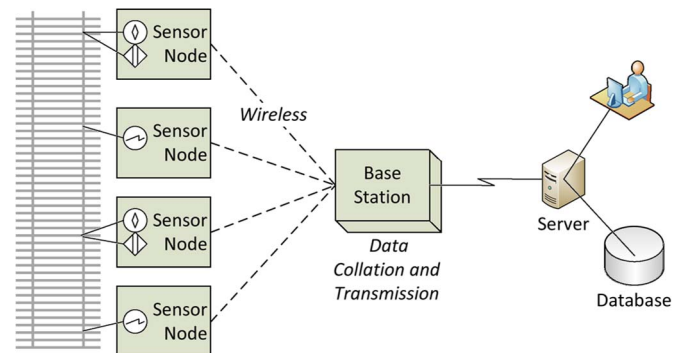 Sensor
Node
Wireless
Sensor
Node
Base
Station
Sensor
Node
Server
Data
Collation and
Transmission
Database
Sensor
Node